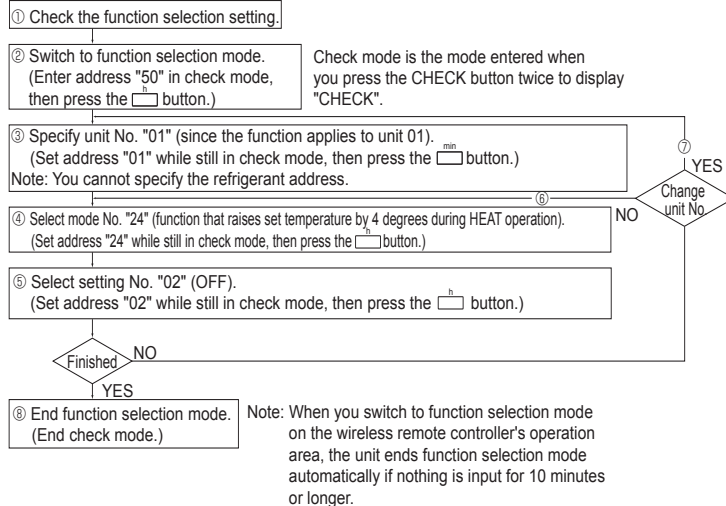 ① Check the function selection setting.
② Switch to function selection mode.
(Enter address "50" in check mode,
then press the h button.)
Check mode is the mode entered when
you press the CHECK button twice to display
"CHECK".
③ Specify unit No. "01" (since the function applies to unit 01).
(Set address "01" while still in check mode, then press the min button.)
Note: You cannot specify the refrigerant address.
⑦
YES
Change
unit No.
NO
⑥
④ Select mode No. "24" (function that raises set temperature by 4 degrees during HEAT operation).
(Set address "24" while still in check mode, then press the h button.)
⑤ Select setting No. "02" (OFF).
(Set address "02" while still in check mode, then press the h button.)
Finished
NO
YES
⑧ End function selection mode.
(End check mode.)
Note: When you switch to function selection mode
on the wireless remote controller's operation
area, the unit ends function selection mode
automatically if nothing is input for 10 minutes
or longer.